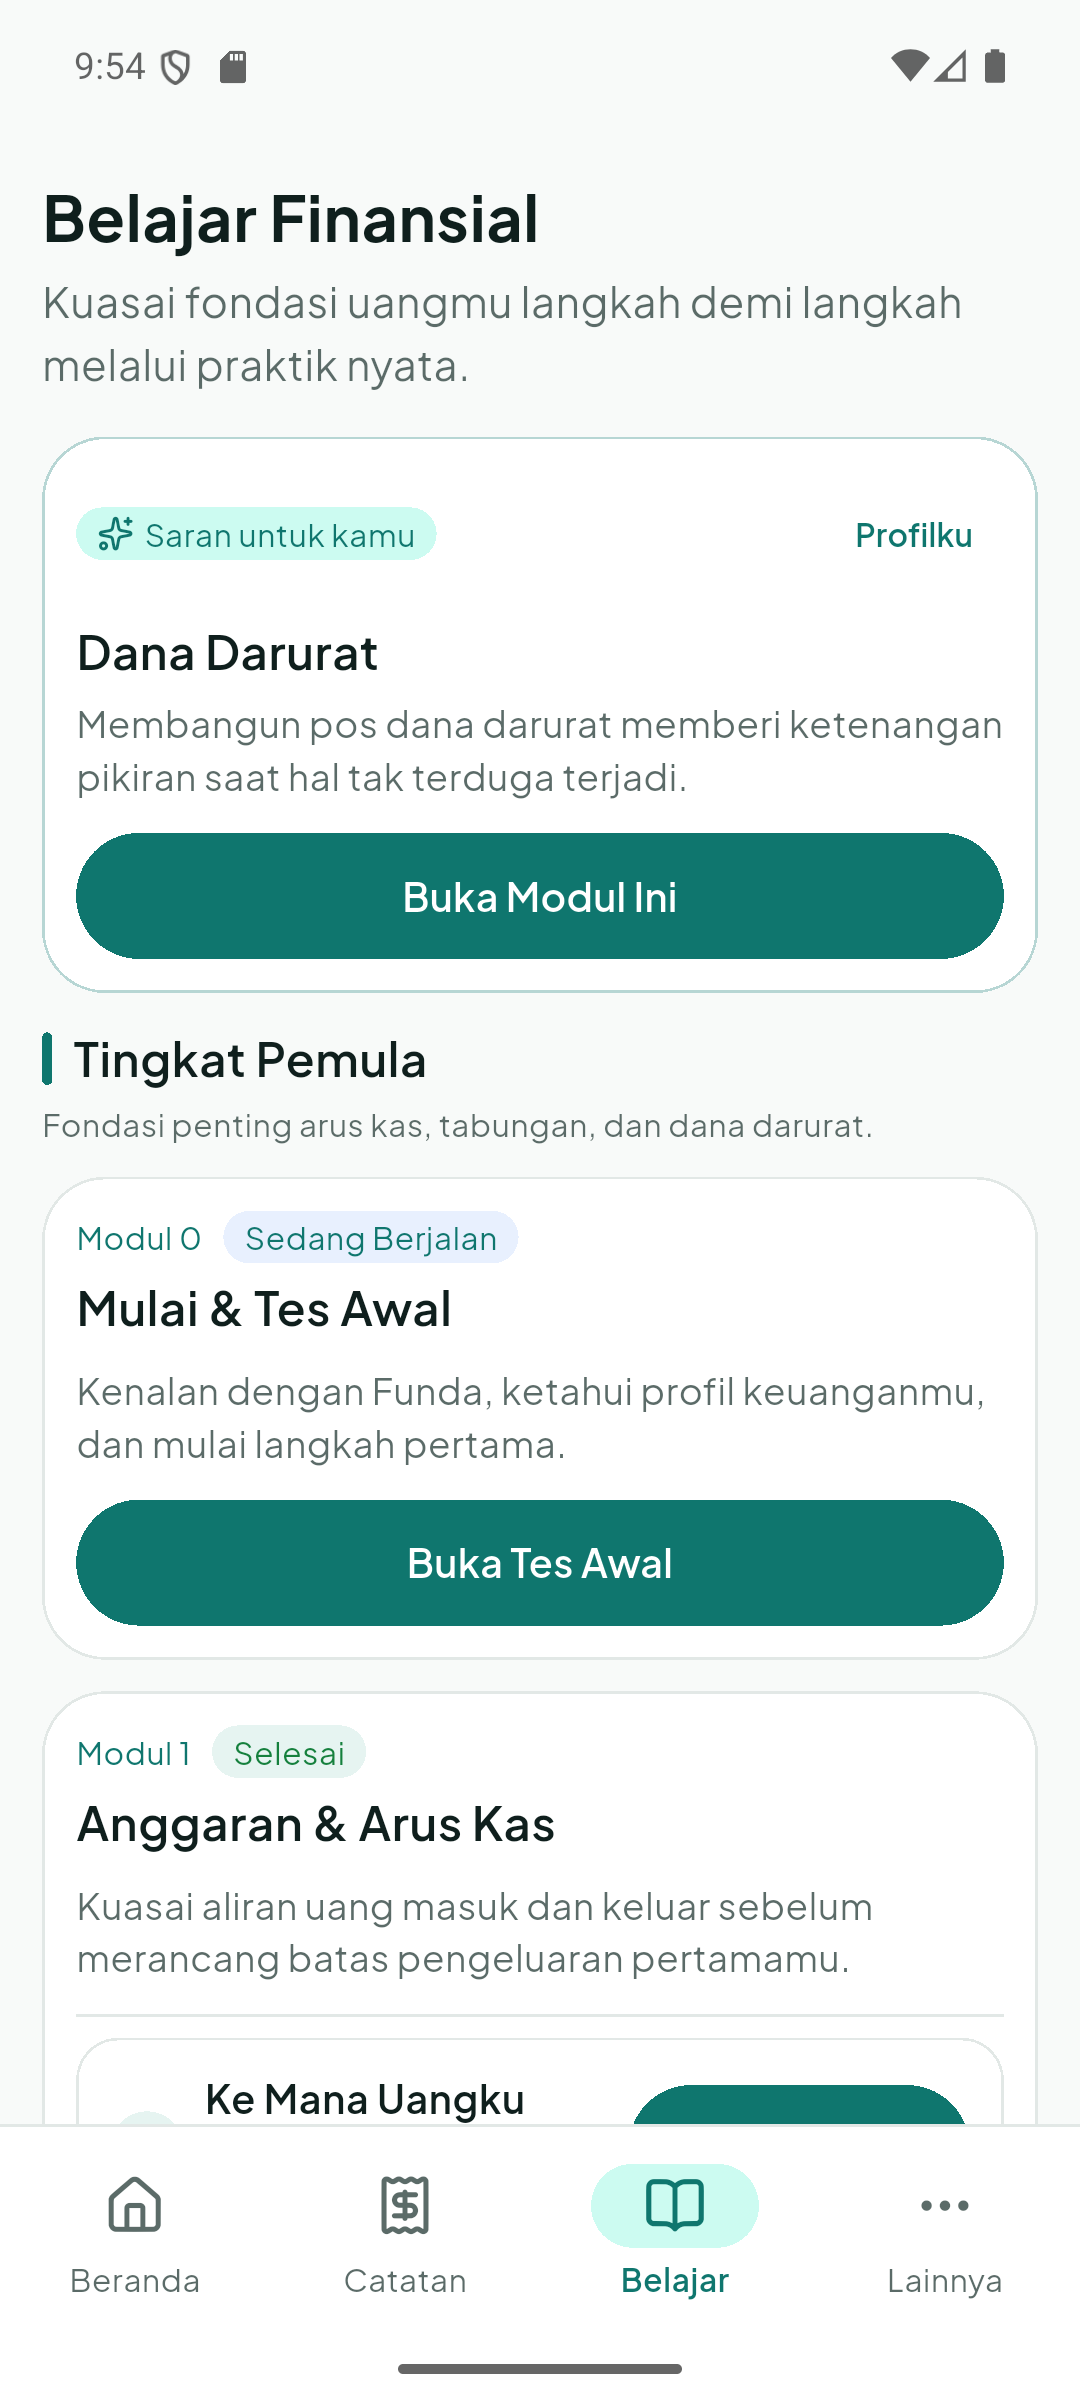 9:54
Belajar Finansial
Kuasai fondasi uangmu langkah demi langkah
melalui praktik nyata.
Saran untuk kamu
Profilku
Dana Darurat
Membangun pos dana darurat memberi ketenangan
pikiran saat hal tak terduga terjadi.
Buka Modul Ini
Tingkat Pemula
Fondasi penting arus kas, tabungan, dan dana darurat.
Modul 0 Sedang Berjalan
Mulai & Tes Awal
Kenalan dengan Funda, ketahui profil keuanganmu,
dan mulai langkah pertama.
Buka Tes Awal
Modul 1 Selesai
Anggaran & Arus Kas
Kuasai aliran uang masuk dan keluar sebelum
merancang batas pengeluaran pertamamu.
Ke Mana Uangku
Beranda
Catatan
Belajar
Lainnya